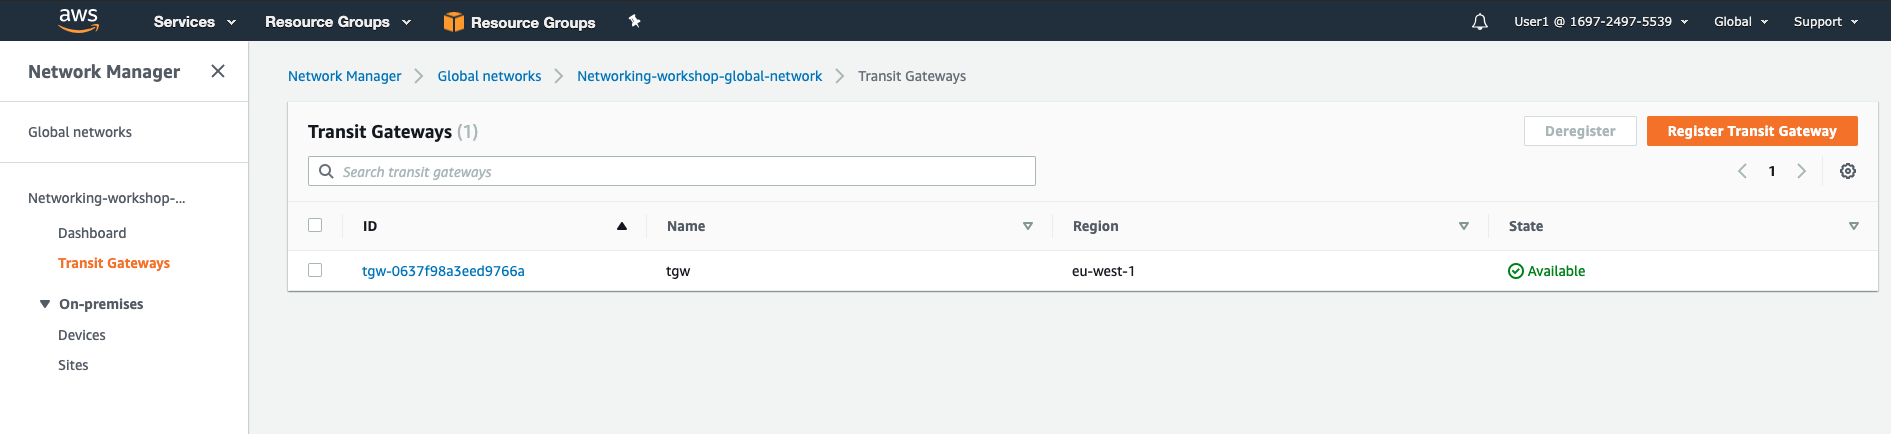 aws Services Resource Groups Resource Groups User1 @ 1697-2497-5539 Global Support
Network Manager
Global networks
Networking-workshop-...
Dashboard
Transit Gateways
On-premises
Devices
Sites
Network Manager Global networks Networking-workshop-global-network Transit Gateways
Transit Gateways (1) Deregister Register Transit Gateway
Search transit gateways 1
ID Name Region State
tgw-0637f98a3eed9766a tgw eu-west-1 Available